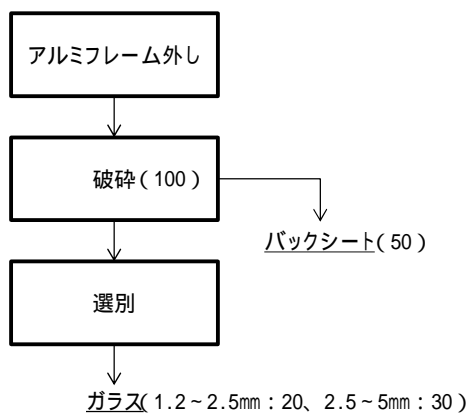 アルミフレーム外し
破砕(100)
バックシート(50)
選別
ガラス(1.2~2.5mm:20、2.5~5mm:30)